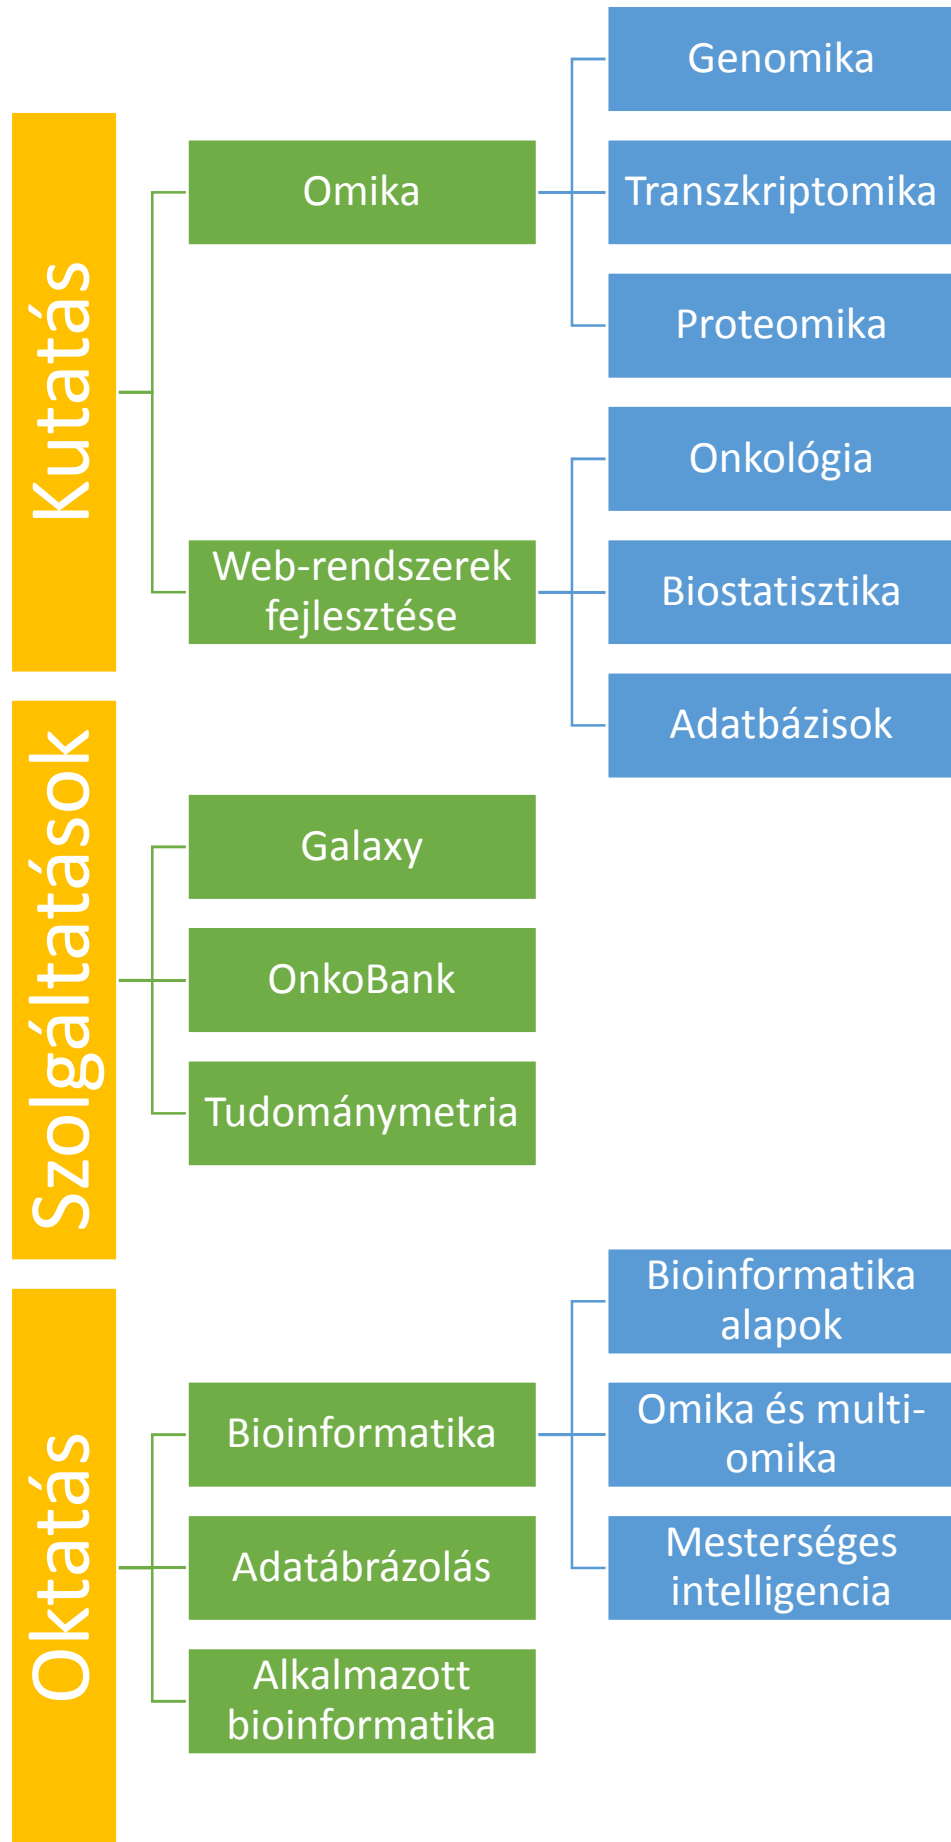 Kutatás
Omika
Genomika
Transzkriptomika
Proteomika
Web-rendszerek
fejlesztése
Onkológia
Biostatisztika
Adatbázisok
Szolgáltatások
Galaxy
OnkoBank
Tudománymetria
Oktatás
Bioinformatika
Bioinformatika
alapok
Omika és multi-
omika
Mesterséges
intelligencia
Adatábrázolás
Alkalmazott
bioinformatika